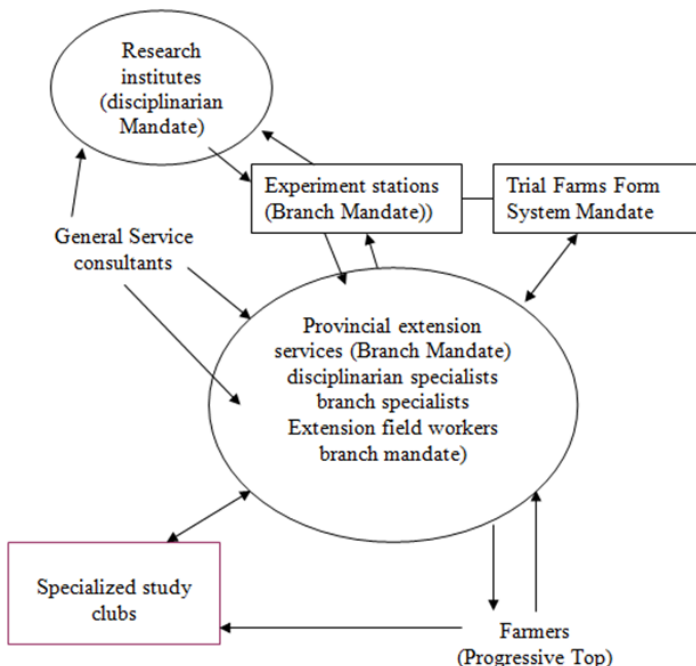 Research
institutes
(disciplinarian
Mandate)
Experiment stations
(Branch Mandate))
Trial Farms Form
System Mandate
General Service
consultants
Provincial extension
services (Branch Mandate)
disciplinarian specialists
branch specialists
Extension field workers
branch mandate)
Specialized study
clubs
Farmers
(Progressive Top)